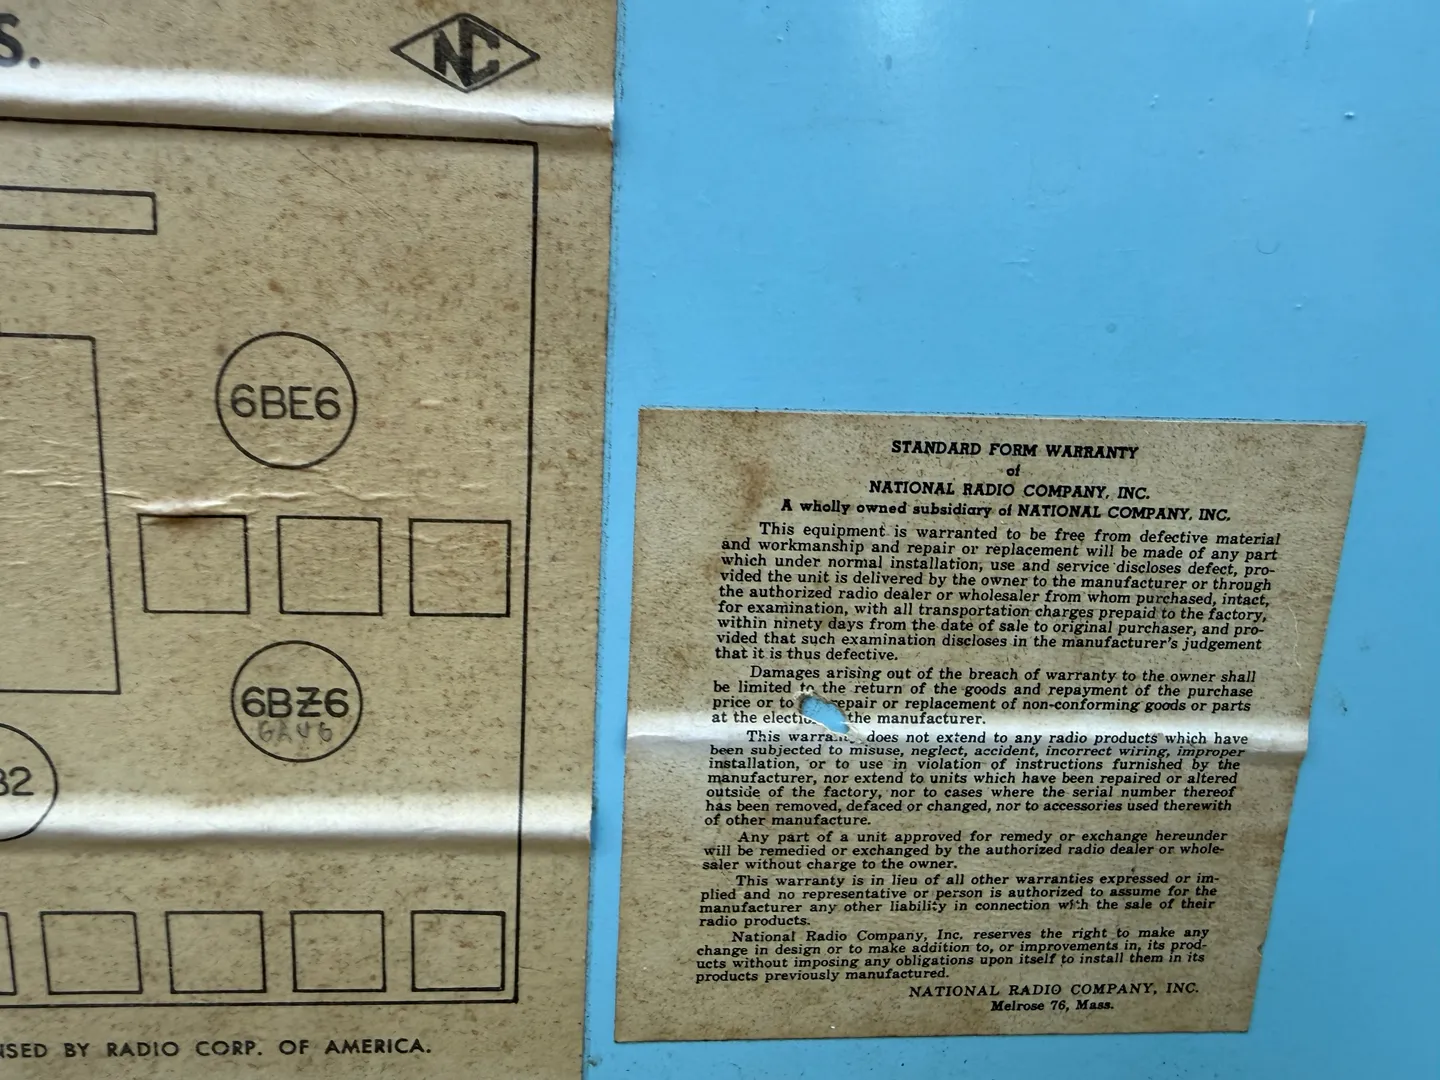 S.
NC
6BE6
6BZ6
6AU6
B2
NSED BY RADIO CORP. OF AMERICA.
STANDARD FORM WARRANTY
of
NATIONAL RADIO COMPANY, INC.
A wholly owned subsidiary of NATIONAL COMPANY, INC.
This equipment is warranted to be free from defective material
and workmanship and repair or replacement will be made of any part
which under normal installation, use and service discloses defect, pro-
vided the unit is delivered by the owner to the manufacturer or through
the authorized radio dealer or wholesaler from whom purchased, intact,
for examination, with all transportation charges prepaid to the factory,
within ninety days from the date of sale to original purchaser, and pro-
vided that such examination discloses in the manufacturer's judgement
that it is thus defective.
Damages arising out of the breach of warranty to the owner shall
be limited to the return of the goods and repayment of the purchase
price or to epair or replacement of non-conforming goods or parts
at the electio the manufacturer.
This warra does not extend to any radio products which have
been subjected to misuse, neglect, accident, incorrect wiring, improper
installation, or to use in violation of instructions furnished by the
manufacturer, nor extend to units which have been repaired or altered
outside of the factory, nor to cases where the serial number thereof
has been removed, defaced or changed, nor to accessories used therewith
of other manufacture.
Any part of a unit approved for remedy or exchange hereunder
will be remedied or exchanged by the authorized radio dealer or whole-
saler without charge to the owner.
This warranty is in lieu of all other warranties expressed or im-
plied and no representative or person is authorized to assume for the
manufacturer any other liability in connection with the sale of their
radio products.
National Radio Company, Inc. reserves the right to make any
change in design or to make addition to, or improvements in, its prod-
ucts without imposing any obligations upon itself to install them in its
products previously manufactured.
NATIONAL RADIO COMPANY, INC.
Melrose 76, Mass.